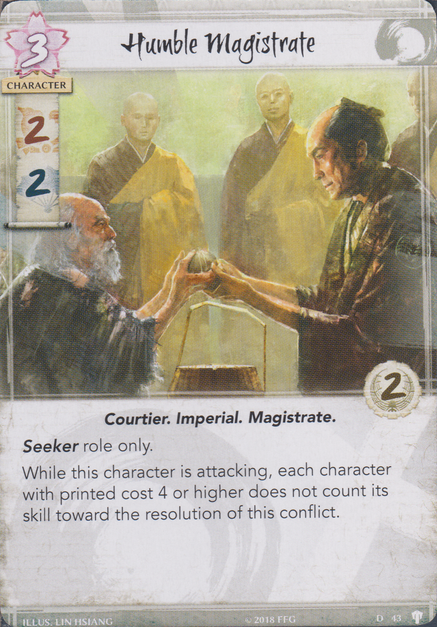 3
Humble Magistrate
CHARACTER
2
2
2
Courtier. Imperial. Magistrate.
Seeker role only.
While this character is attacking, each character
with printed cost 4 or higher does not count its
skill toward the resolution of this conflict.
ILLUS. LIN HSIANG
© 2018 FFG
D 43